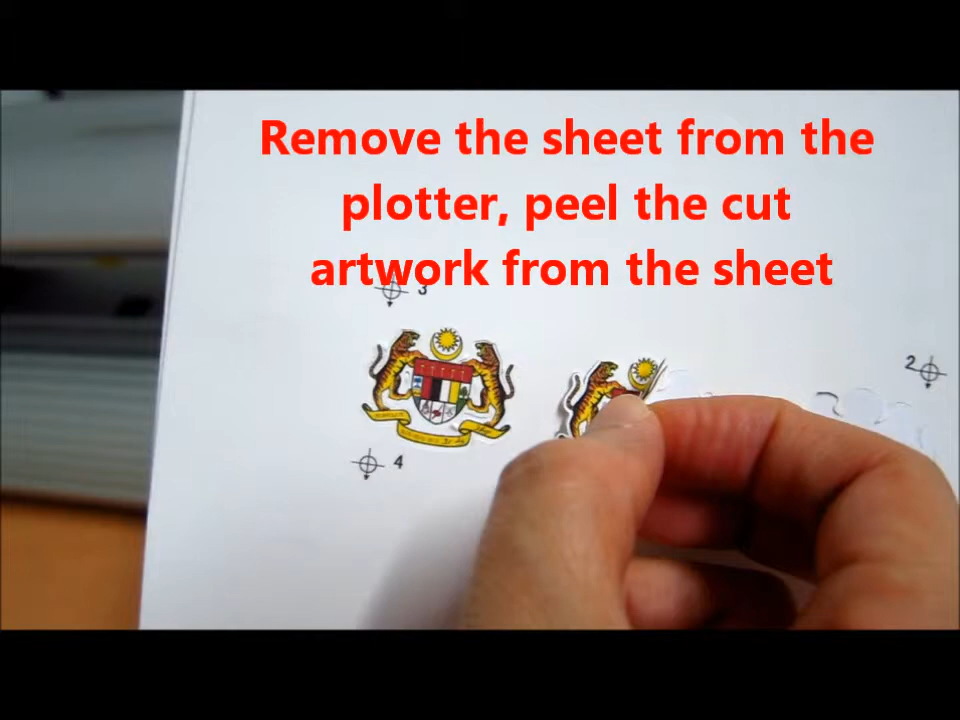 Remove the sheet from the
plotter, peel the cut
artwork from the sheet
3
2
4